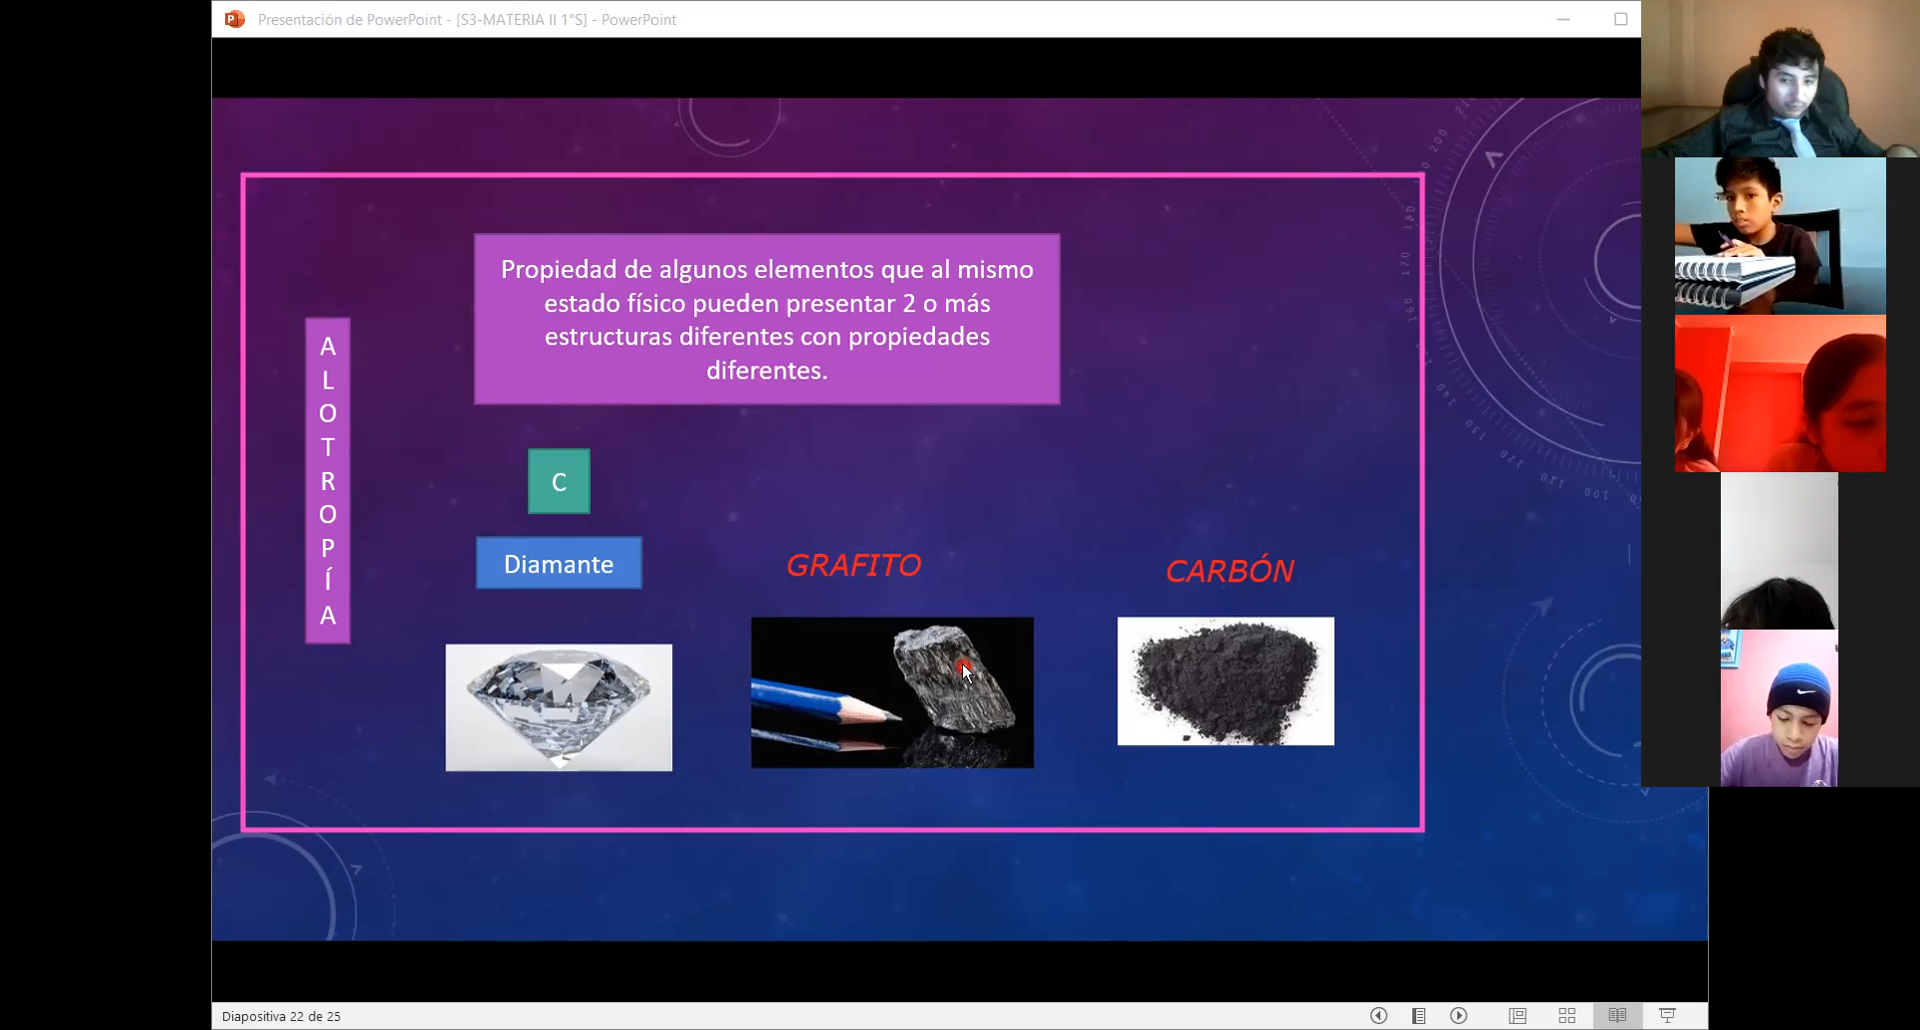 Presentación de PowerPoint - [S3-MATERIA II 1°S] - PowerPoint
Propiedad de algunos elementos que al mismo
estado físico pueden presentar 2 o más
estructuras diferentes con propiedades
diferentes.
A
L
O
T
R
O
P
Í
A
C
Diamante
GRAFITO
CARBÓN
Diapositiva 22 de 25